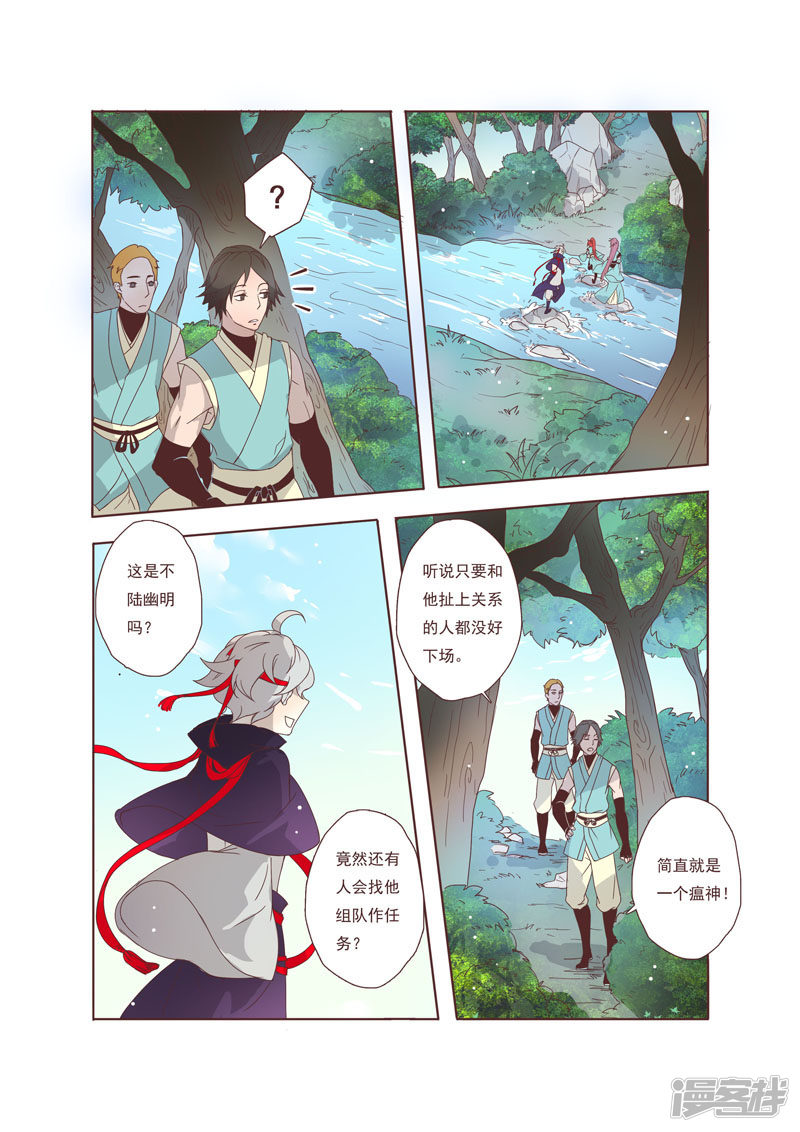 ?
这是不
陆幽明
吗？
竟然还有
人会找他
组队作任
务？
听说只要和
他扯上关系
的人都没好
下场。
简直就是
一个瘟神！
漫客栈